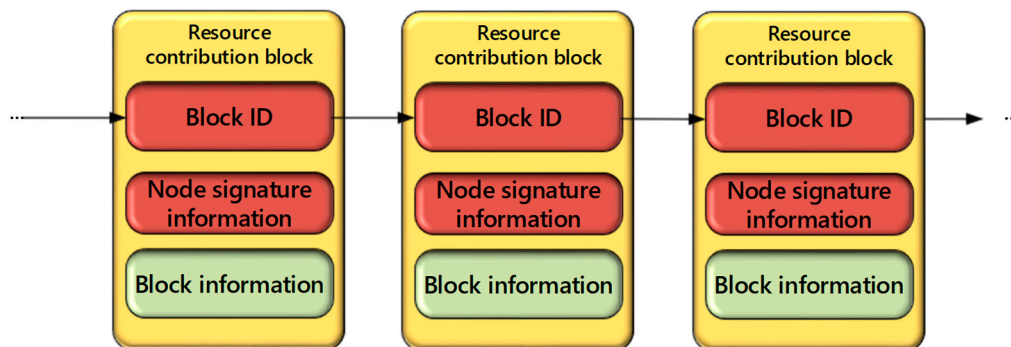 Resource
contribution block
Block ID
Node signature
information
Block information
Resource
contribution block
Block ID
Node signature
information
Block information
Resource
contribution block
Block ID
Node signature
information
Block information